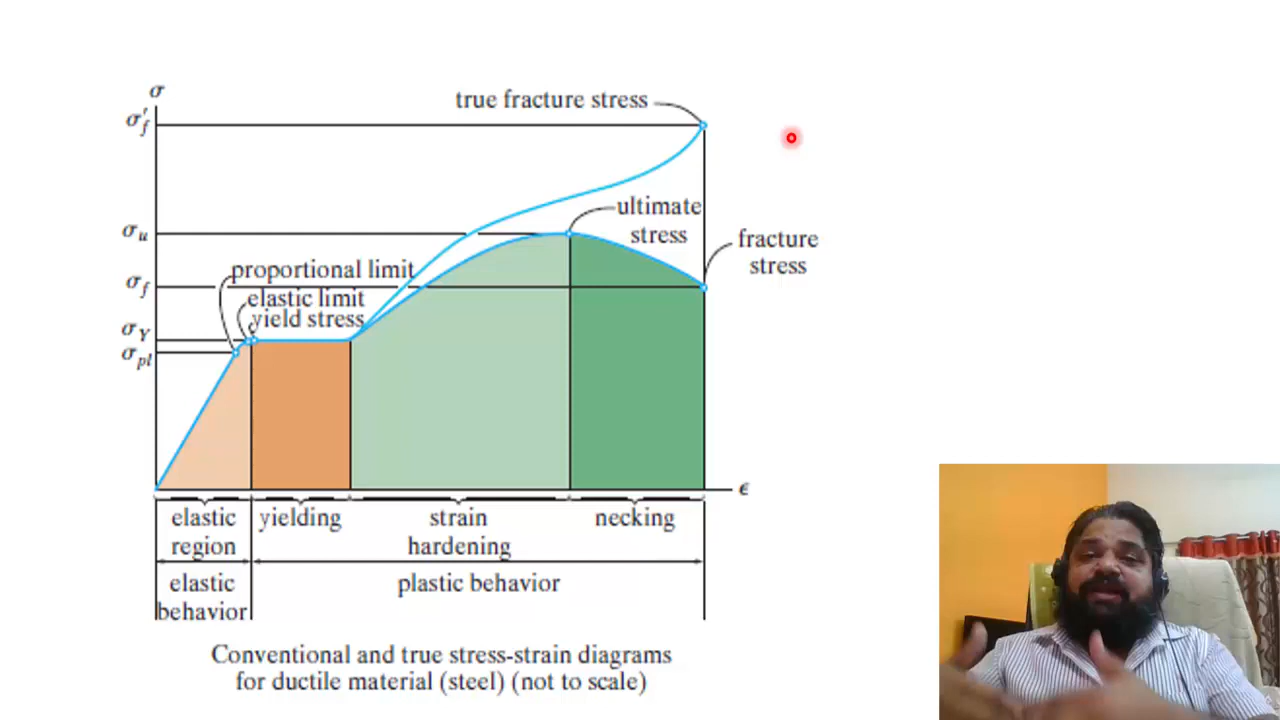 σ
true fracture stress
σ′f
ultimate
stress
σu
fracture
stress
proportional limit
σf
elastic limit
yield stress
σY
σpl
ϵ
elastic
region
yielding
strain
hardening
necking
elastic
behavior
plastic behavior
Conventional and true stress-strain diagrams
for ductile material (steel) (not to scale)